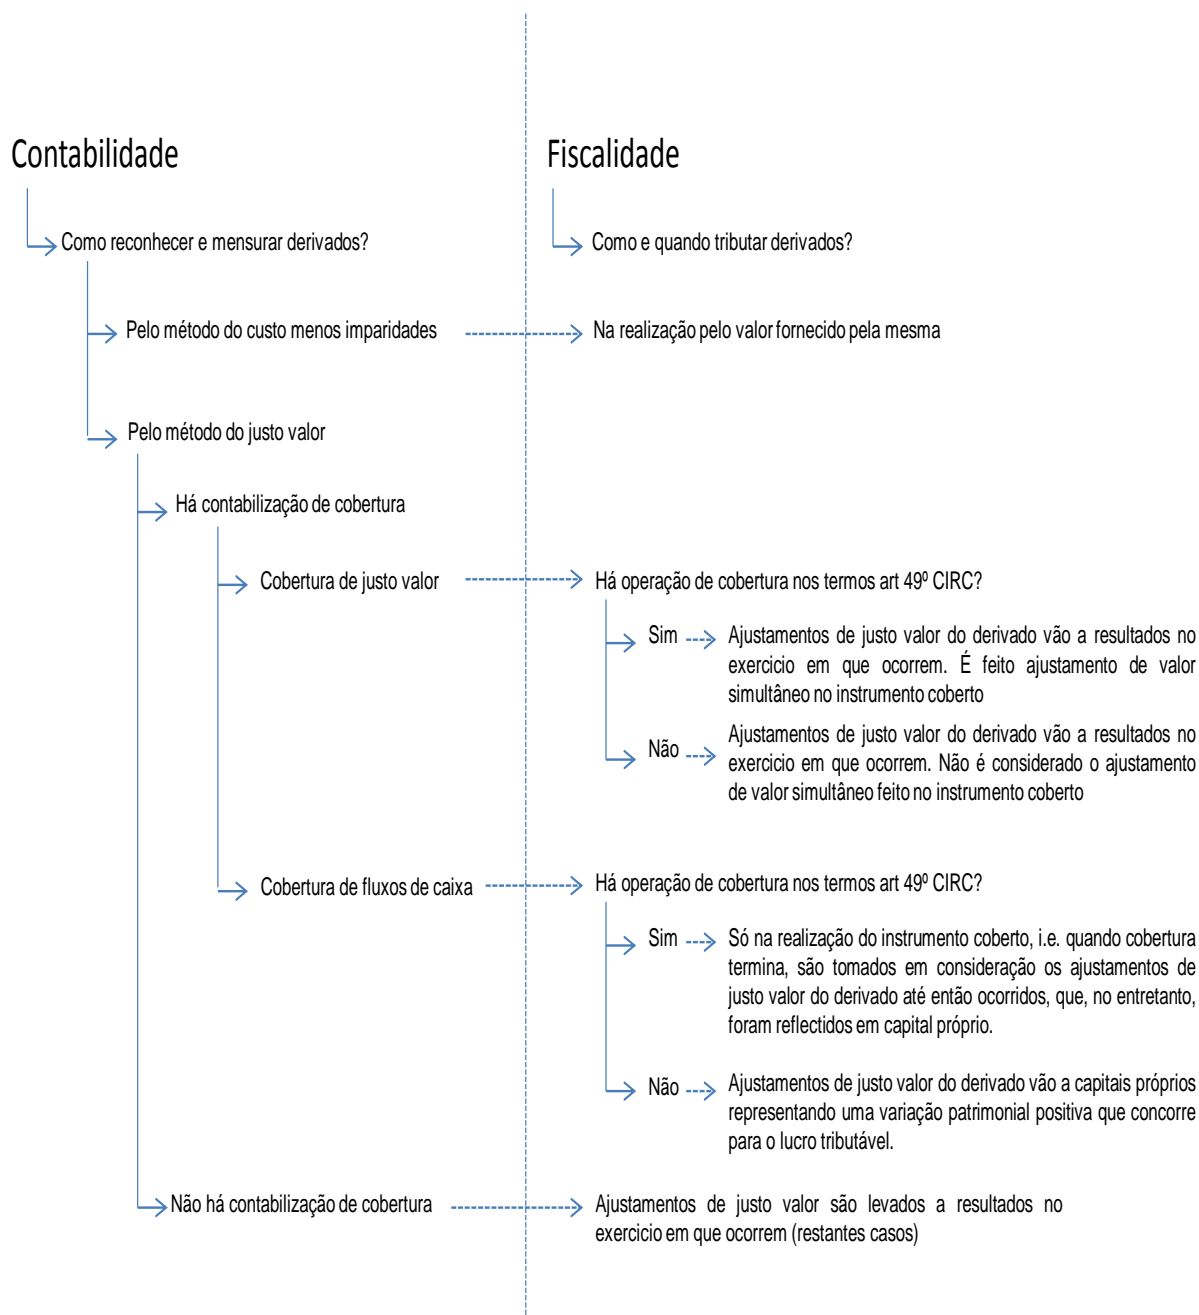 Contabilidade
Fiscalidade
Como reconhecer e mensurar derivados?
Como e quando tributar derivados?
Pelo método do custo menos imparidades
Na realização pelo valor fornecido pela mesma
Pelo método do justo valor
Há contabilização de cobertura
Cobertura de justo valor
Há operação de cobertura nos termos art 49º CIRC?
Sim
Ajustamentos de justo valor do derivado vão a resultados no
exercicio em que ocorrem. É feito ajustamento de valor
simultâneo no instrumento coberto
Não
Ajustamentos de justo valor do derivado vão a resultados no
exercicio em que ocorrem. Não é considerado o ajustamento
de valor simultâneo feito no instrumento coberto
Cobertura de fluxos de caixa
Há operação de cobertura nos termos art 49º CIRC?
Sim
Só na realização do instrumento coberto, i.e. quando cobertura
termina, são tomados em consideração os ajustamentos de
justo valor do derivado até então ocorridos, que, no entretanto,
foram reflectidos em capital próprio.
Não
Ajustamentos de justo valor do derivado vão a capitais próprios
representando uma variação patrimonial positiva que concorre
para o lucro tributável.
Não há contabilização de cobertura
Ajustamentos de justo valor são levados a resultados no
exercicio em que ocorrem (restantes casos)